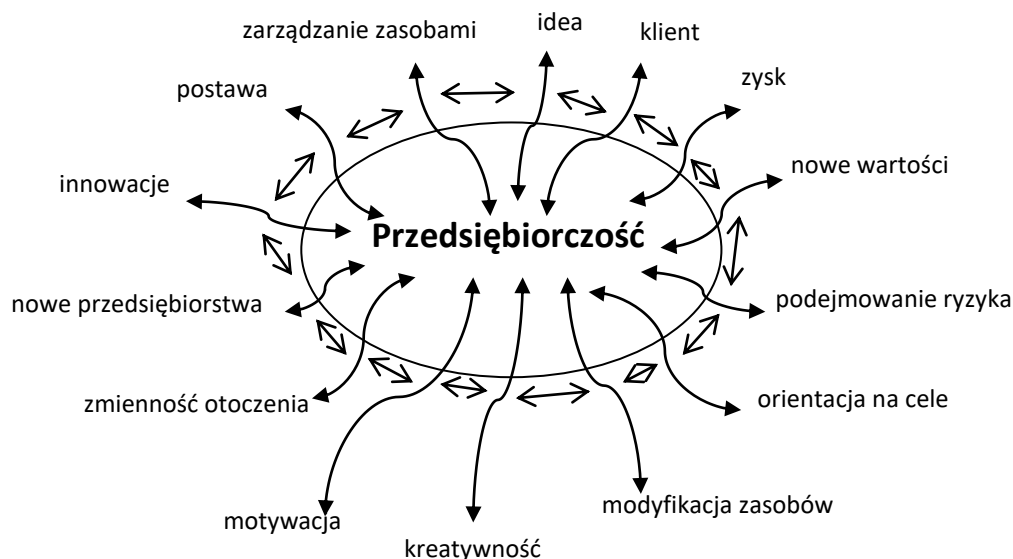 zarządzanie zasobami
idea
klient
postawa
zysk
innowacje
nowe wartości
Przedsiębiorczość
nowe przedsiębiorstwa
podejmowanie ryzyka
zmienność otoczenia
orientacja na cele
motywacja
modyfikacja zasobów
kreatywność